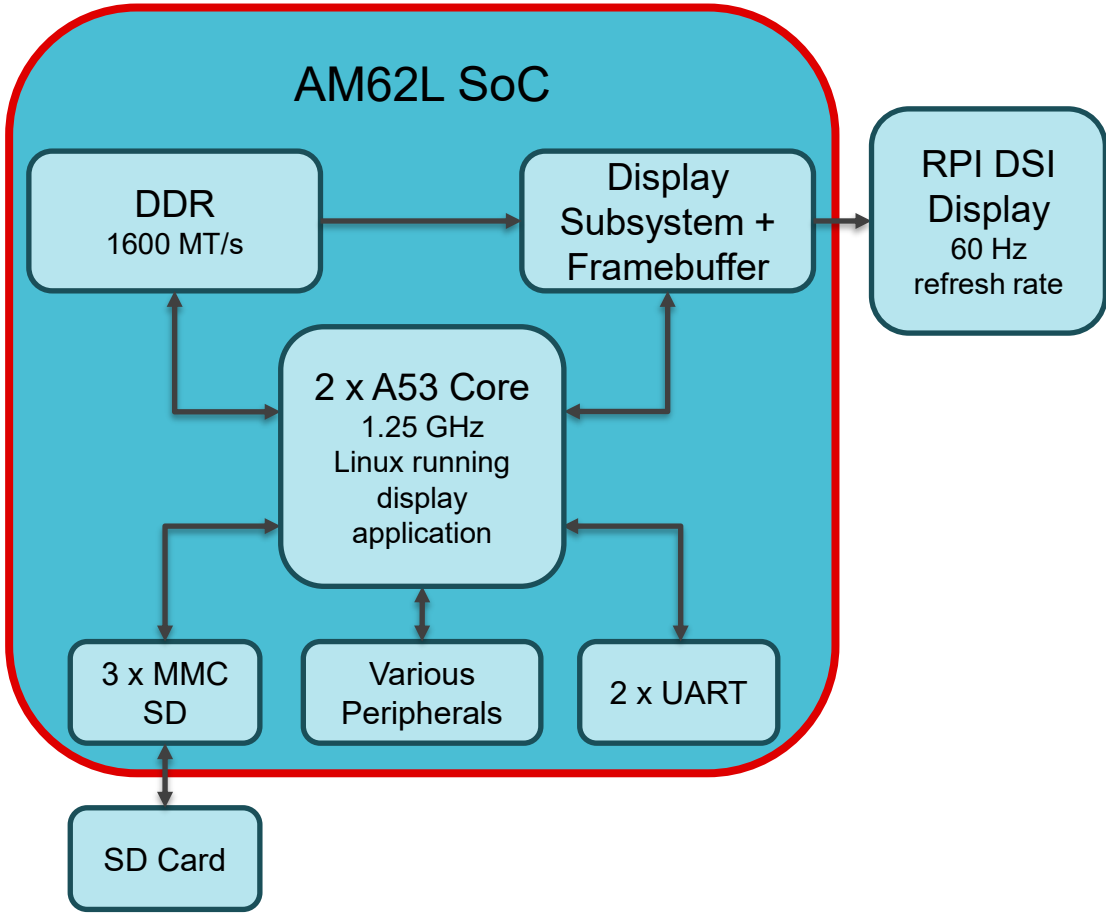 AM62L SoC
DDR
1600 MT/s
Display
Subsystem +
Framebuffer
RPI DSI
Display
60 Hz
refresh rate
2 x A53 Core
1.25 GHz
Linux running
display
application
3 x MMC
SD
Various
Peripherals
2 x UART
SD Card